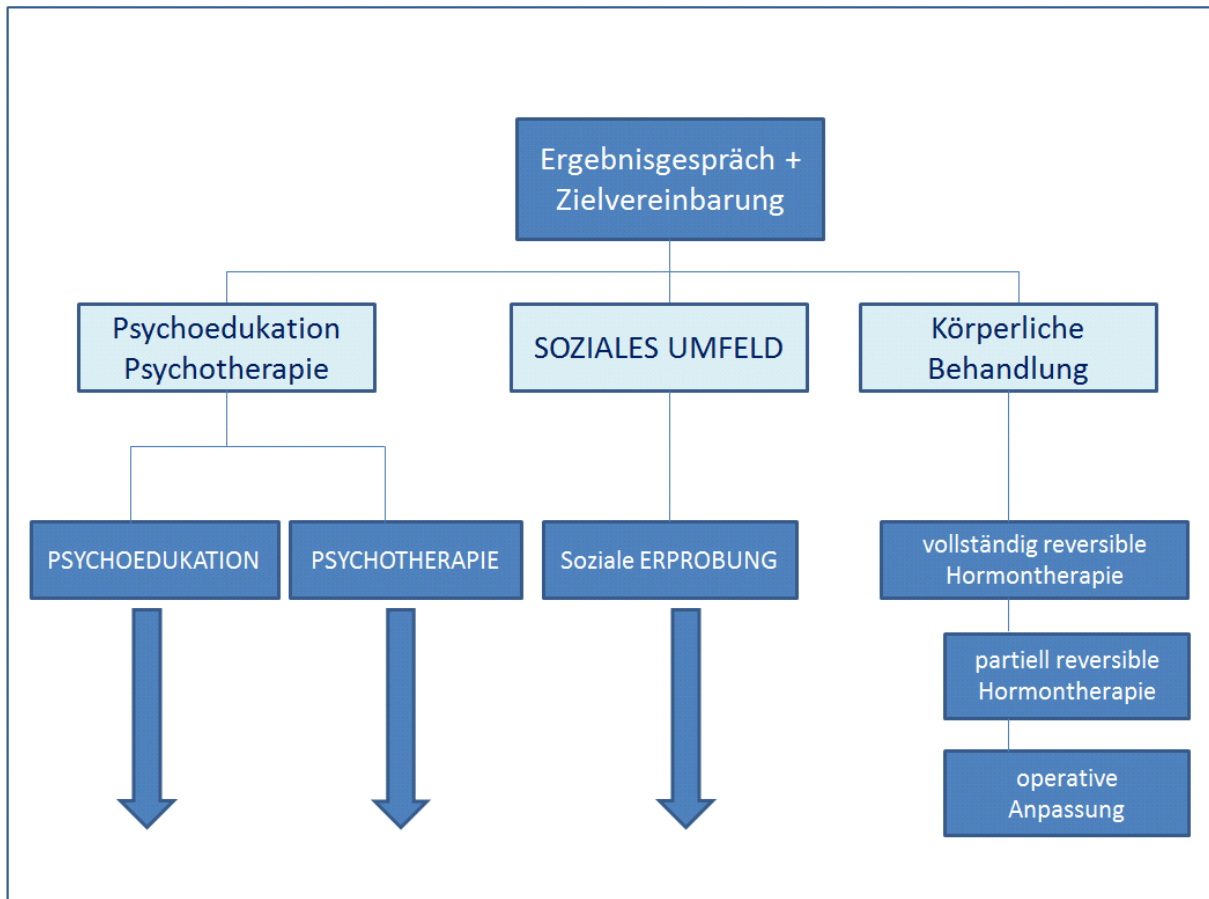 Ergebnisgespräch +
Zielvereinbarung
Psychoedukation
Psychotherapie
SOZIALES UMFELD
Körperliche
Behandlung
PSYCHOEDUKATION
PSYCHOTHERAPIE
Soziale ERPROBUNG
vollständig reversible
Hormontherapie
partiell reversible
Hormontherapie
operative
Anpassung